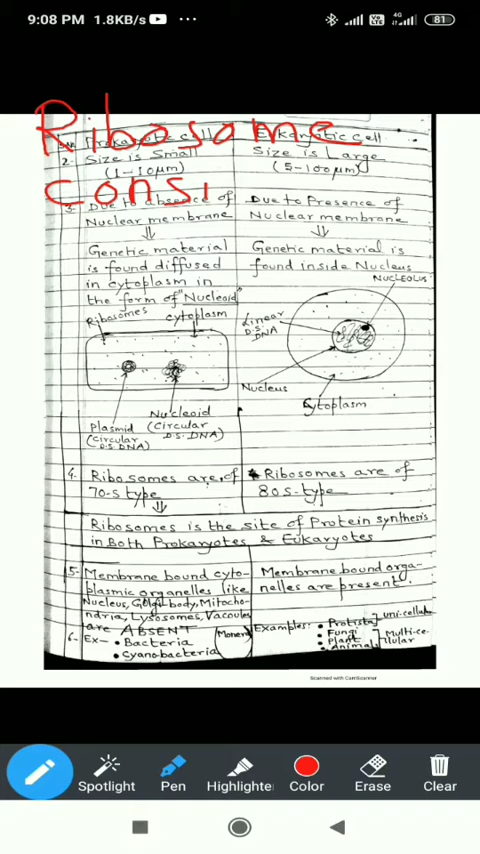 9:08 PM 1.8KB/s
4G
81
Ribosome
consi
Prokaryotic cell Eukaryotic cell
2. Size is Small Size is Large
(1-10μm) (5-100μm)
3- Due to absence of Due to Presence of
Nuclear membrane Nuclear membrane
⇓ ⇓
Genetic material Genetic material is
is found diffused found inside Nucleus
in cytoplasm in NUCLEOLUS
the form of "Nucleoid"
Ribosomes cytoplasm
Linear
D.S.
DNA
Nucleus
Cytoplasm
Plasmid
(Circular
D.S. DNA)
Nucleoid
(Circular
D.S. DNA)
4- Ribosomes are of Ribosomes are of
70-S type 80S-type
⇓
Ribosomes is the site of Protein synthesis
in Both Prokaryotes & Eukaryotes
5- Membrane bound cyto- Membrane bound orga-
plasmic organelles like nelles are present.
Nucleus, Golgi body, Mitocho-
ndria, Lysosomes, Vacoules
are ABSENT
6- Ex- • Bacteria
• Cyanobacteria
Monera
Examples: • Protista
• Fungi
• Plant
• Animals
uni-cellular
Multi-ce-
llular
Scanned with CamScanner
Spotlight Pen Highlighte Color Erase Clear